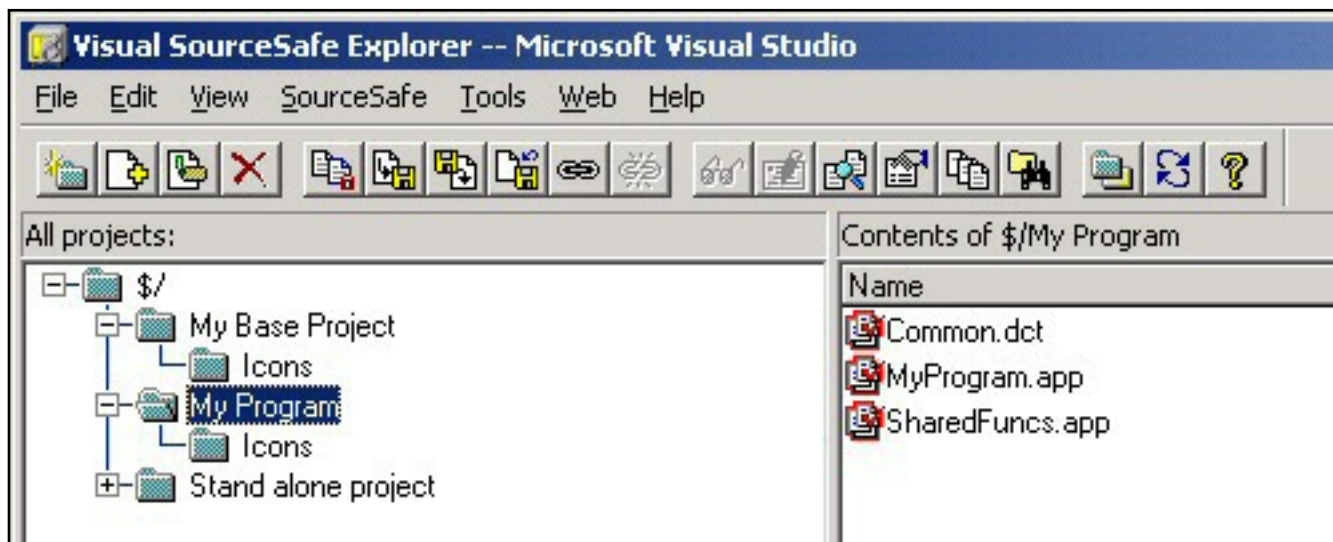 Visual SourceSafe Explorer -- Microsoft Visual Studio
File Edit View SourceSafe Tools Web Help
All projects:
$/
My Base Project
Icons
My Program
Icons
Stand alone project
Contents of $/My Program
Name
Common.dct
MyProgram.app
SharedFuncs.app